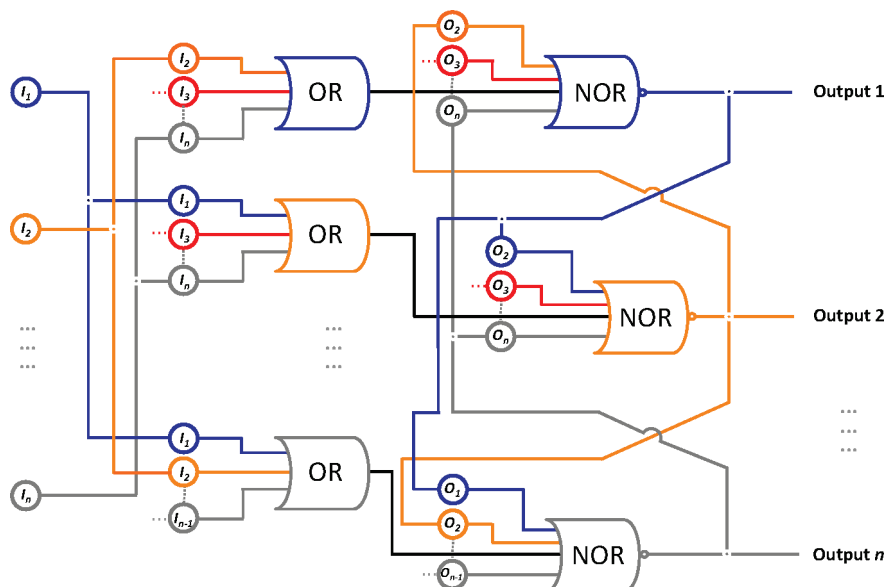 O2
I2
O3
I1
I3
OR
NOR
Output 1
On
In
I1
I2
I3
OR
O2
In
O3
NOR
Output 2
On
...
...
...
...
...
...
...
...
...
...
...
...
I1
I2
OR
O1
In
In-1
O2
NOR
Output n
On-1